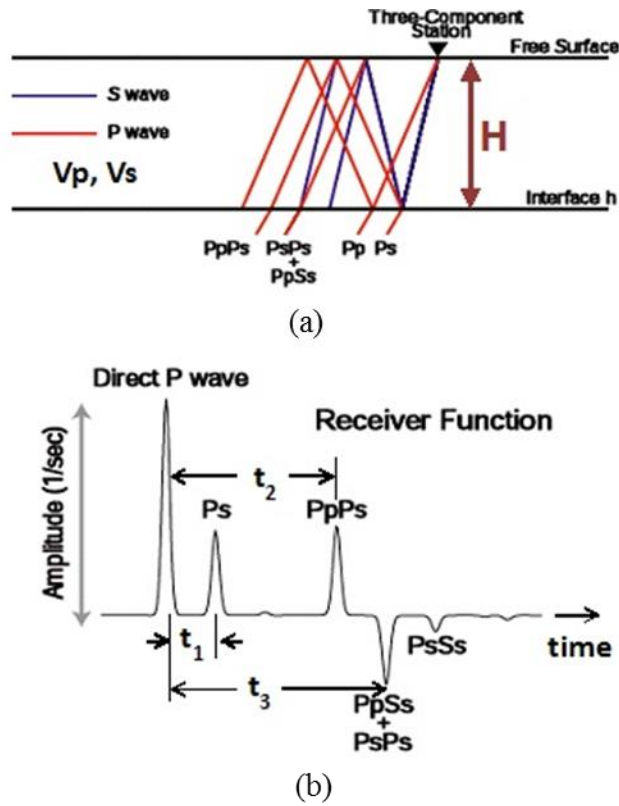 Three-Component
Station
Free Surface
S wave
P wave
Vp, Vs
H
Interface h
PpPs
PsPs
+
PpSs
Pp
Ps
(a)
Direct P wave
Receiver Function
Amplitude (1/sec)
t2
Ps
PpPs
t1
PsSs
time
t3
PpSs
+
PsPs
(b)